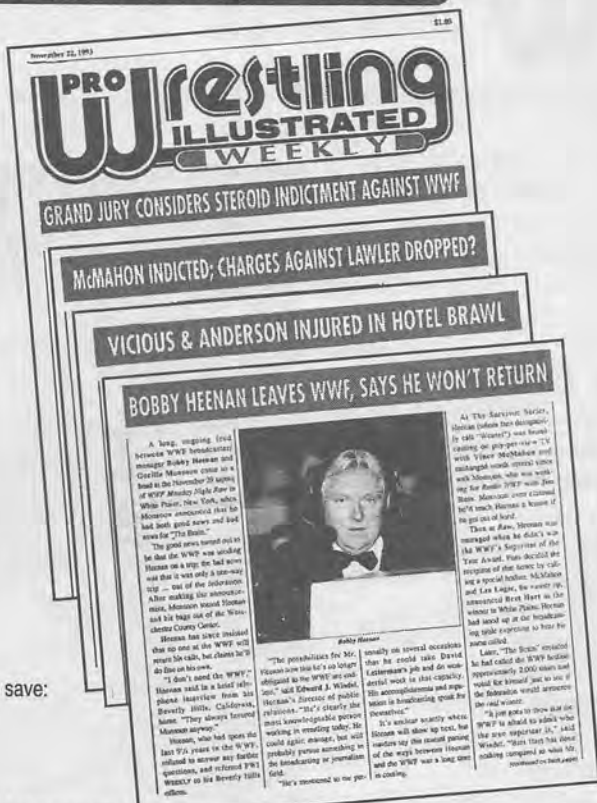 November 22, 1993
$1.85
PRO
Wrestling
ILLUSTRATED
WEEKLY
GRAND JURY CONSIDERS STEROID INDICTMENT AGAINST WWF
McMAHON INDICTED; CHARGES AGAINST LAWLER DROPPED?
VICIOUS & ANDERSON INJURED IN HOTEL BRAWL
BOBBY HEENAN LEAVES WWF, SAYS HE WON'T RETURN
A long, ongoing feud
between WWF broadcaster/
manager Bobby Heenan and
Gorilla Monsoon came to a
head at the November 29 taping
of WWF Monday Night Raw in
White Plains, New York, when
Monsoon announced that he
had both good news and bad
news for "The Brain."
The good news turned out to
be that the WWF was sending
Heenan on a trip; the bad news
was that it was only a one-way
trip ... out of the federation.
After making the announce-
ment, Monsoon tossed Heenan
and his bags out of the West-
chester County Center.
Heenan has since insisted
that no one at the WWF will
return his calls, but claims he'll
do fine on his own.
"I don't need the WWF,"
Heenan said in a brief tele-
phone interview from his
Beverly Hills, California,
home. "They always favored
Monsoon anyway."
Heenan, who had spent the
last 9½ years in the WWF,
refused to answer any further
questions, and referred PWI
WEEKLY to his Beverly Hills
offices.
Bobby Heenan
"The possibilities for Mr.
Heenan now that he's no longer
obligated to the WWF are end-
less," said Edward J. Windel,
Heenan's director of public
relations. "He's clearly the
most knowledgeable person
working in wrestling today. He
could again manage, but will
probably pursue something in
the broadcasting or journalism
field.
"He's mentioned to me per-
sonally on several occasions
that he could take David
Letterman's job and do won-
derful work in that capacity.
His accomplishments and repu-
tation in broadcasting speak for
themselves."
It's unclear exactly where
Heenan will show up next, but
insiders say this mutual parting
of the ways between Heenan
and the WWF was a long time
in coming.
At The Survivor Series,
Heenan (whom fans derogative-
ly call "Weasel") was broad-
casting on pay-per-view TV
with Vince McMahon and
exchanged words several times
with Monsoon, who was work-
ing for Radio WWF with Jim
Ross. Monsoon even claimed
he'd teach Heenan a lesson if
he got out of hand.
Then at Raw, Heenan was
outraged when he didn't win
the WWF's Superstar of the
Year Award. Fans decided the
recipient of that honor by call-
ing a special hotline. McMahon
and Lex Luger, the runner-up,
announced Bret Hart as the
winner in White Plains. Heenan
had stood up at the broadcast-
ing table expecting to hear his
name called.
Later, "The Brain" revealed
he had called the WWF hotline
approximately 2,000 times and
voted for himself just to see if
the federation would announce
the real winner.
"It just goes to show that the
WWF is afraid to admit who
the true superstar is," said
Windel. "Bret Hart has done
nothing compared to what Mr.
(continued on back page)
save: